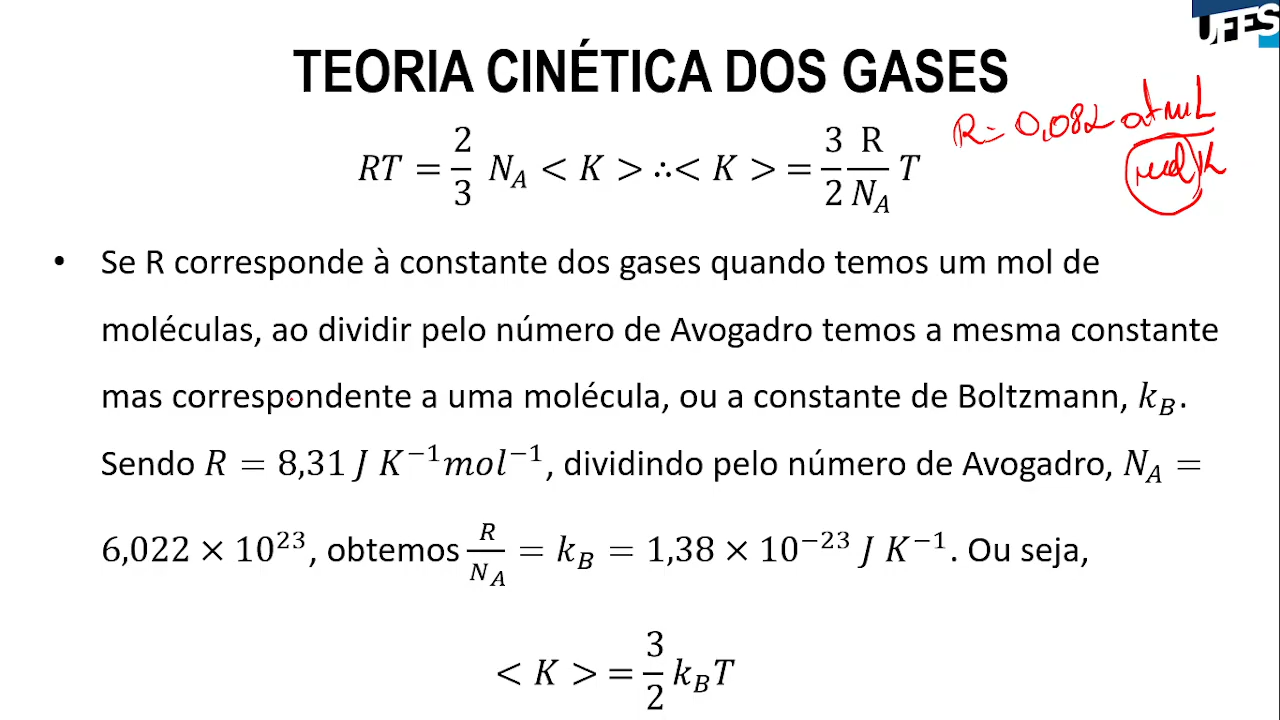 UFES
TEORIA CINÉTICA DOS GASES
R = 0,082 atm L / mol K
RT = 2/3 N_A < K > ∴ < K > = 3/2 R/N_A T
• Se R corresponde à constante dos gases quando temos um mol de
moléculas, ao dividir pelo número de Avogadro temos a mesma constante
mas correspondente a uma molécula, ou a constante de Boltzmann, k_B.
Sendo R = 8,31 J K^−1 mol^−1, dividindo pelo número de Avogadro, N_A =
6,022 × 10^23, obtemos R/N_A = k_B = 1,38 × 10^−23 J K^−1. Ou seja,
< K > = 3/2 k_B T